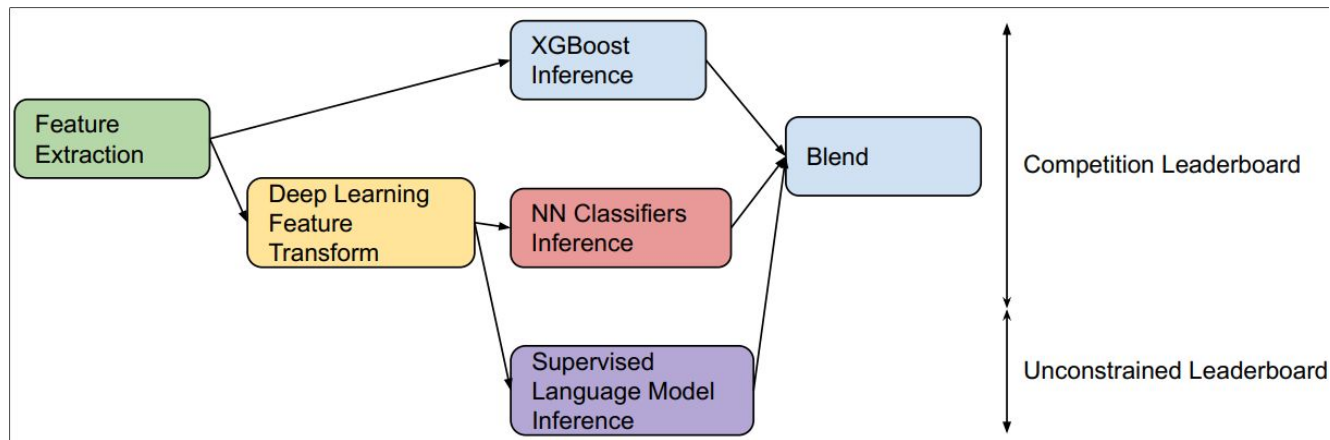 Feature
Extraction
Deep Learning
Feature
Transform
XGBoost
Inference
NN Classifiers
Inference
Supervised
Language Model
Inference
Blend
Competition Leaderboard
Unconstrained Leaderboard